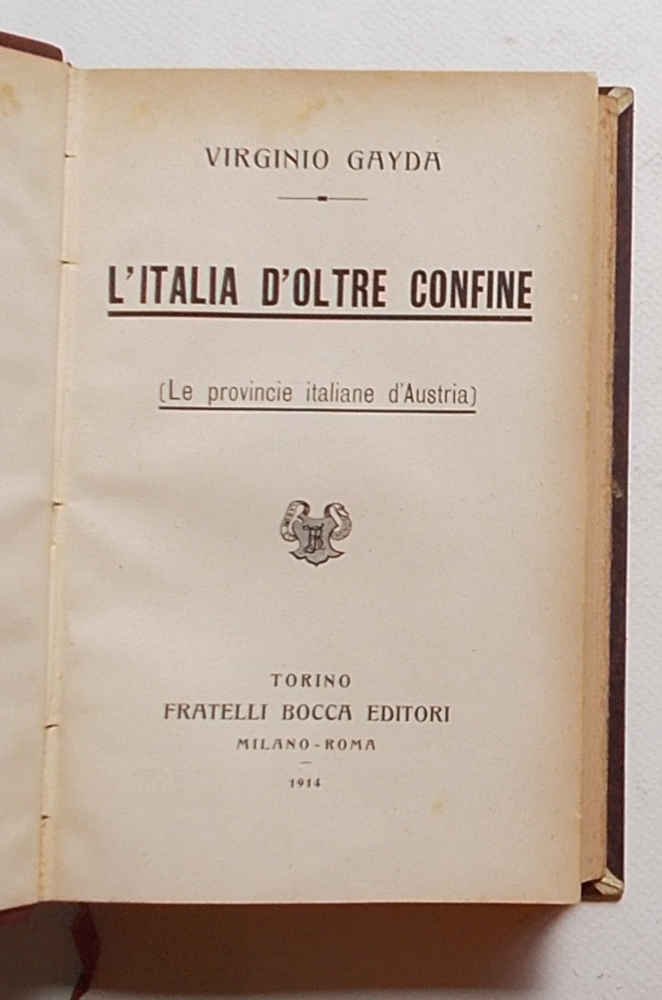 VIRGINIO GAYDA
L'ITALIA D'OLTRE CONFINE
(Le provincie italiane d'Austria)
TORINO
FRATELLI BOCCA EDITORI
MILANO-ROMA
1914